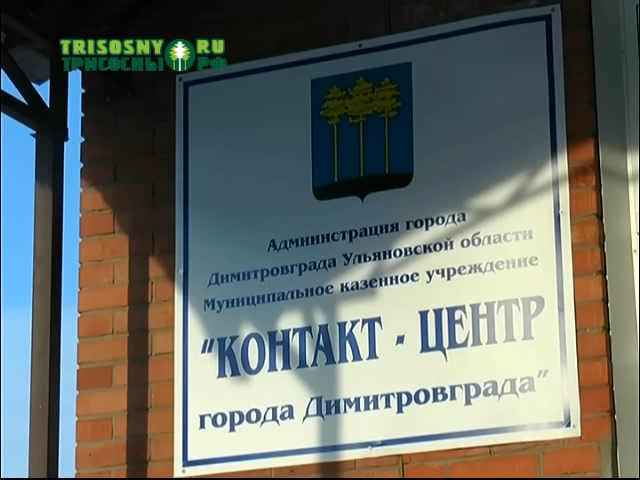 TRISOSNY RU
ТРИСОСНЫ РФ
Администрация города
Димитровграда Ульяновской области
Муниципальное казенное учреждение
"КОНТАКТ - ЦЕНТР
города Димитровграда"